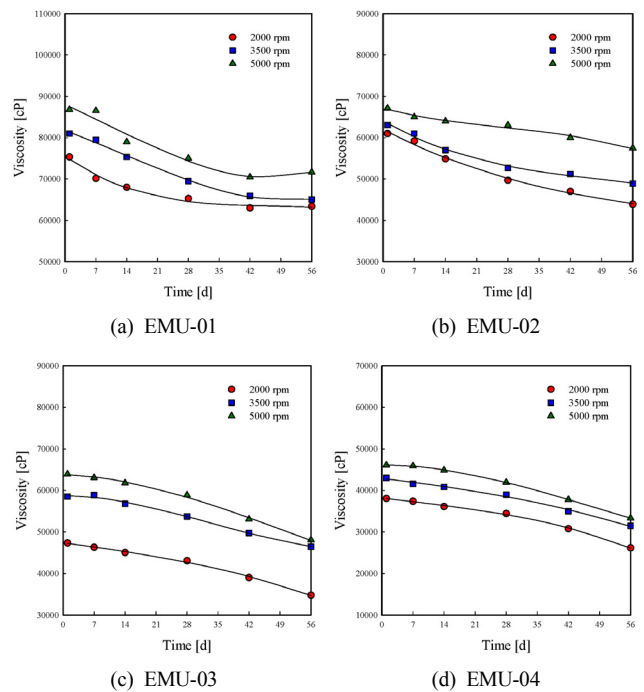 110000
100000
90000
80000
70000
60000
50000
Viscosity [cP]
2000 rpm
3500 rpm
5000 rpm
0 7 14 21 28 35 42 49 56
Time [d]
(a) EMU-01
90000
80000
70000
60000
50000
40000
30000
Viscosity [cP]
2000 rpm
3500 rpm
5000 rpm
0 7 14 21 28 35 42 49 56
Time [d]
(b) EMU-02
90000
80000
70000
60000
50000
40000
30000
Viscosity [cP]
2000 rpm
3500 rpm
5000 rpm
0 7 14 21 28 35 42 49 56
Time [d]
(c) EMU-03
70000
60000
50000
40000
30000
20000
10000
Viscosity [cP]
2000 rpm
3500 rpm
5000 rpm
0 7 14 21 28 35 42 49 56
Time [d]
(d) EMU-04